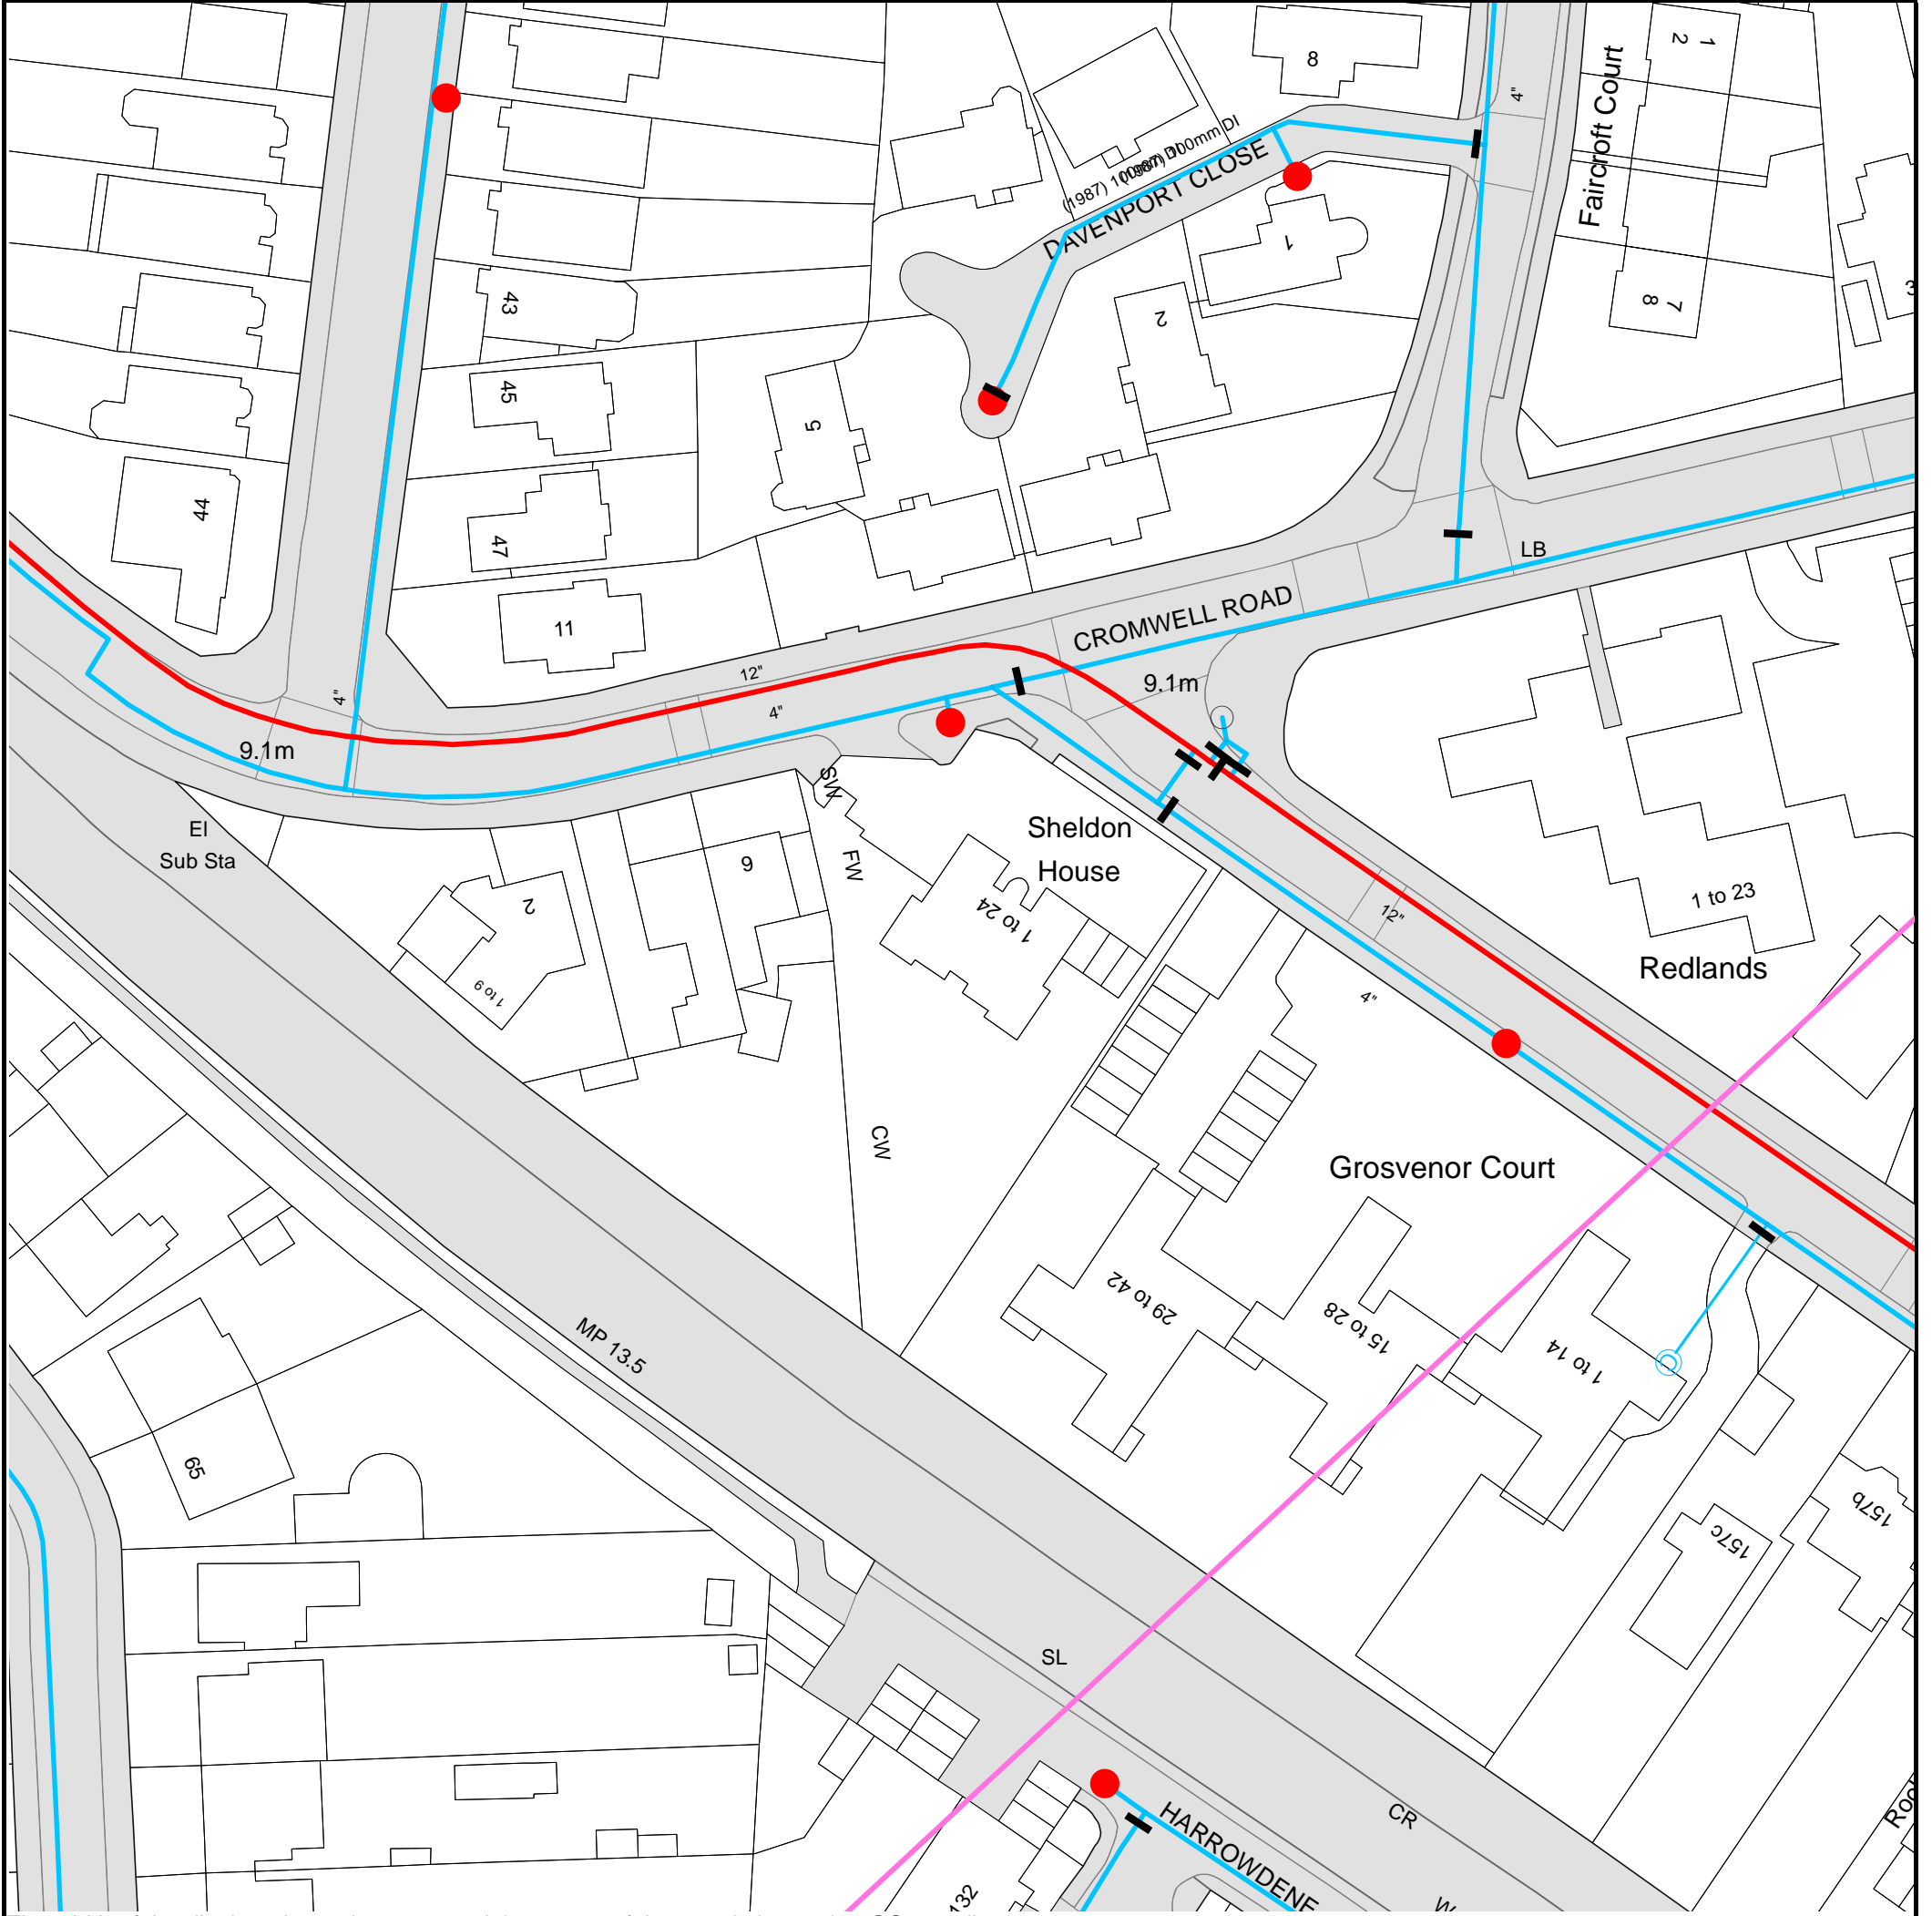 8
1
2
4"
Faircroft Court
(1987) 100mm DI
(1987) 100mm DI
DAVENPORT CLOSE
1
2
7
8
43
45
5
44
47
LB
11
CROMWELL ROAD
12"
9.1m
4"
4"
9.1m
SW
El
Sub Sta
Sheldon
House
9
FW
2
1 to 24
12"
1 to 23
1 to 9
Redlands
4"
CW
Grosvenor Court
29 to 42
15 to 28
1 to 14
MP 13.5
65
157b
157c
SL
CR
HARROWDENE
132
W